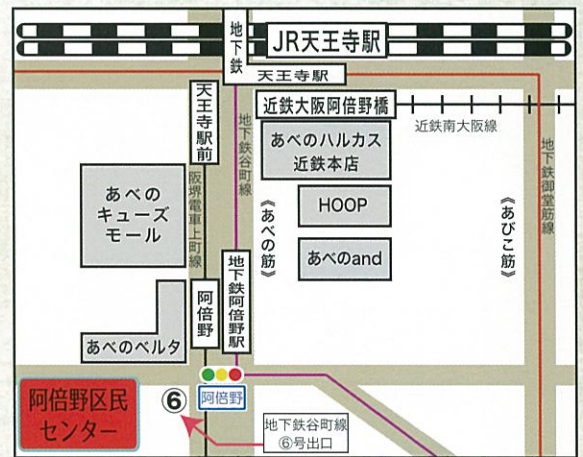 JR天王寺駅
地下鉄
天王寺駅
天王寺駅前
近鉄大阪阿倍野橋
近鉄南大阪線
あべのハルカス
近鉄本店
地下鉄谷町線
地下鉄御堂筋線
阪堺電車上町線
あべの
キューズ
モール
HOOP
《あべの筋》
《あびこ筋》
あべのand
地下鉄阿倍野駅
阿倍野
あべのベルタ
阿倍野区民
センター
⑥
阿倍野
地下鉄谷町線
⑥号出口